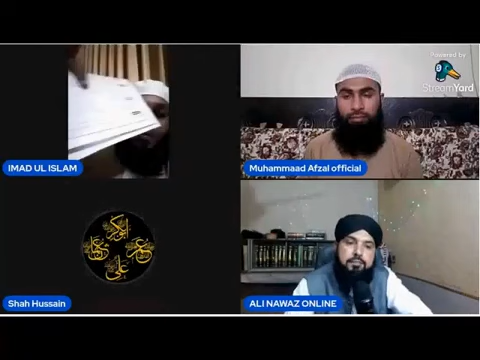 Powered by
StreamYard
IMAD UL ISLAM
Muhammaad Afzal official
ابوبکر
عمر
عثمان
علی
Shah Hussain
ALI NAWAZ ONLINE